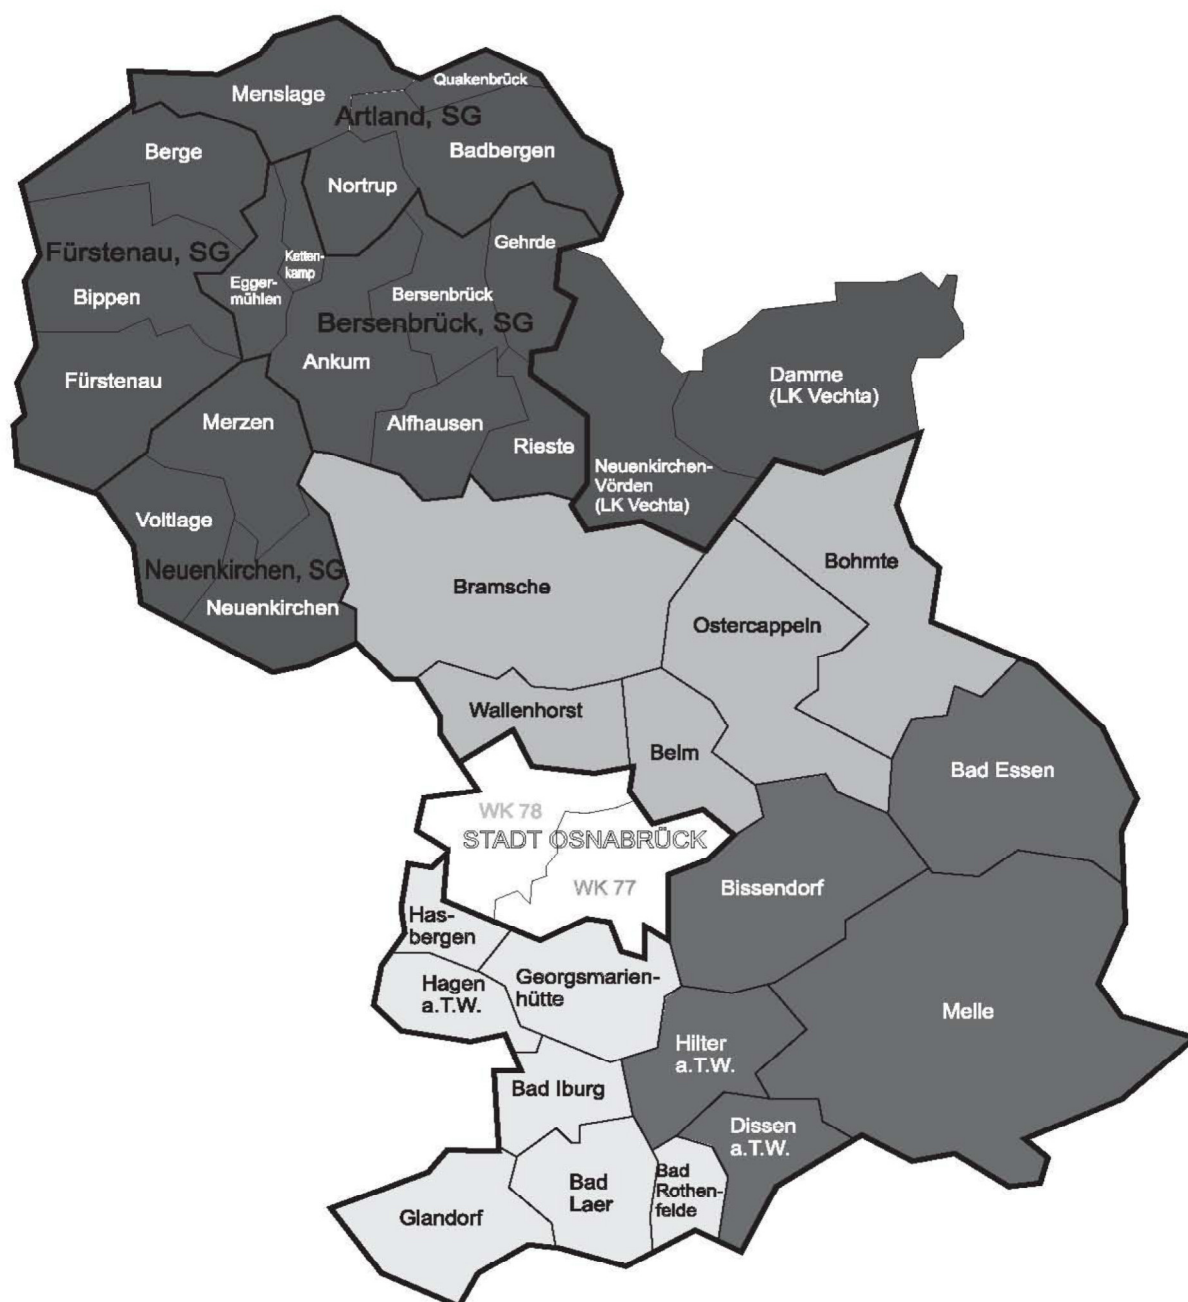 Quakenbrück
Menslage
Artland, SG
Berge
Badbergen
Nortrup
Gehrde
Fürstenau, SG
Ketten-
kamp
Egger-
mühlen
Bippen
Bersenbrück
Bersenbrück, SG
Ankum
Fürstenau
Damme
(LK Vechta)
Merzen
Alfhausen
Rieste
Neuenkirchen-
Vörden
(LK Vechta)
Voltlage
Neuenkirchen, SG
Neuenkirchen
Bramsche
Bohmte
Ostercappeln
Wallenhorst
Belm
Bad Essen
WK 78
STADT OSNABRÜCK
WK 77
Bissendorf
Has-
bergen
Hagen
a.T.W.
Georgsmarien-
hütte
Melle
Hilter
a.T.W.
Bad Iburg
Dissen
a.T.W.
Bad
Laer
Bad
Rothen-
felde
Glandorf